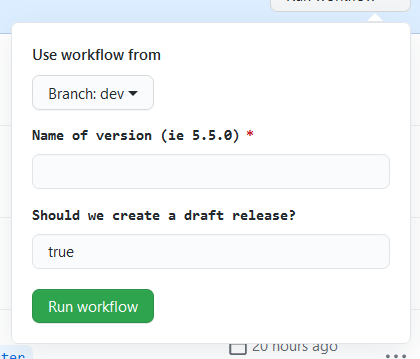 Run workflow
Use workflow from
Branch: dev
Name of version (ie 5.5.0) *
Should we create a draft release?
true
Run workflow
20 hours ago
ter